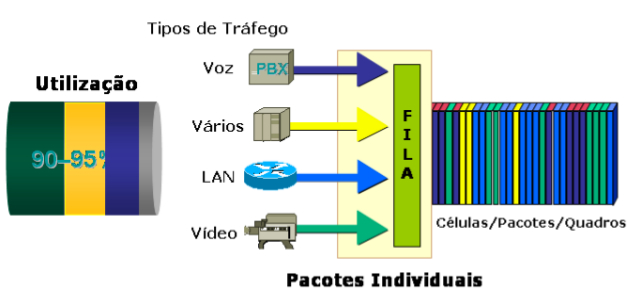 Tipos de Tráfego
Utilização
90-95%
Voz
PBX
Vários
LAN
Vídeo
F
I
L
A
Células/Pacotes/Quadros
Pacotes Individuais